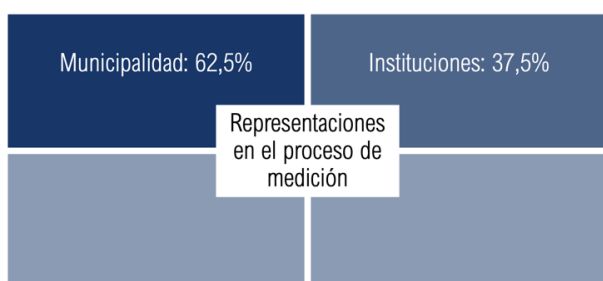 Municipalidad: 62,5%
Instituciones: 37,5%
Representaciones
en el proceso de
medición